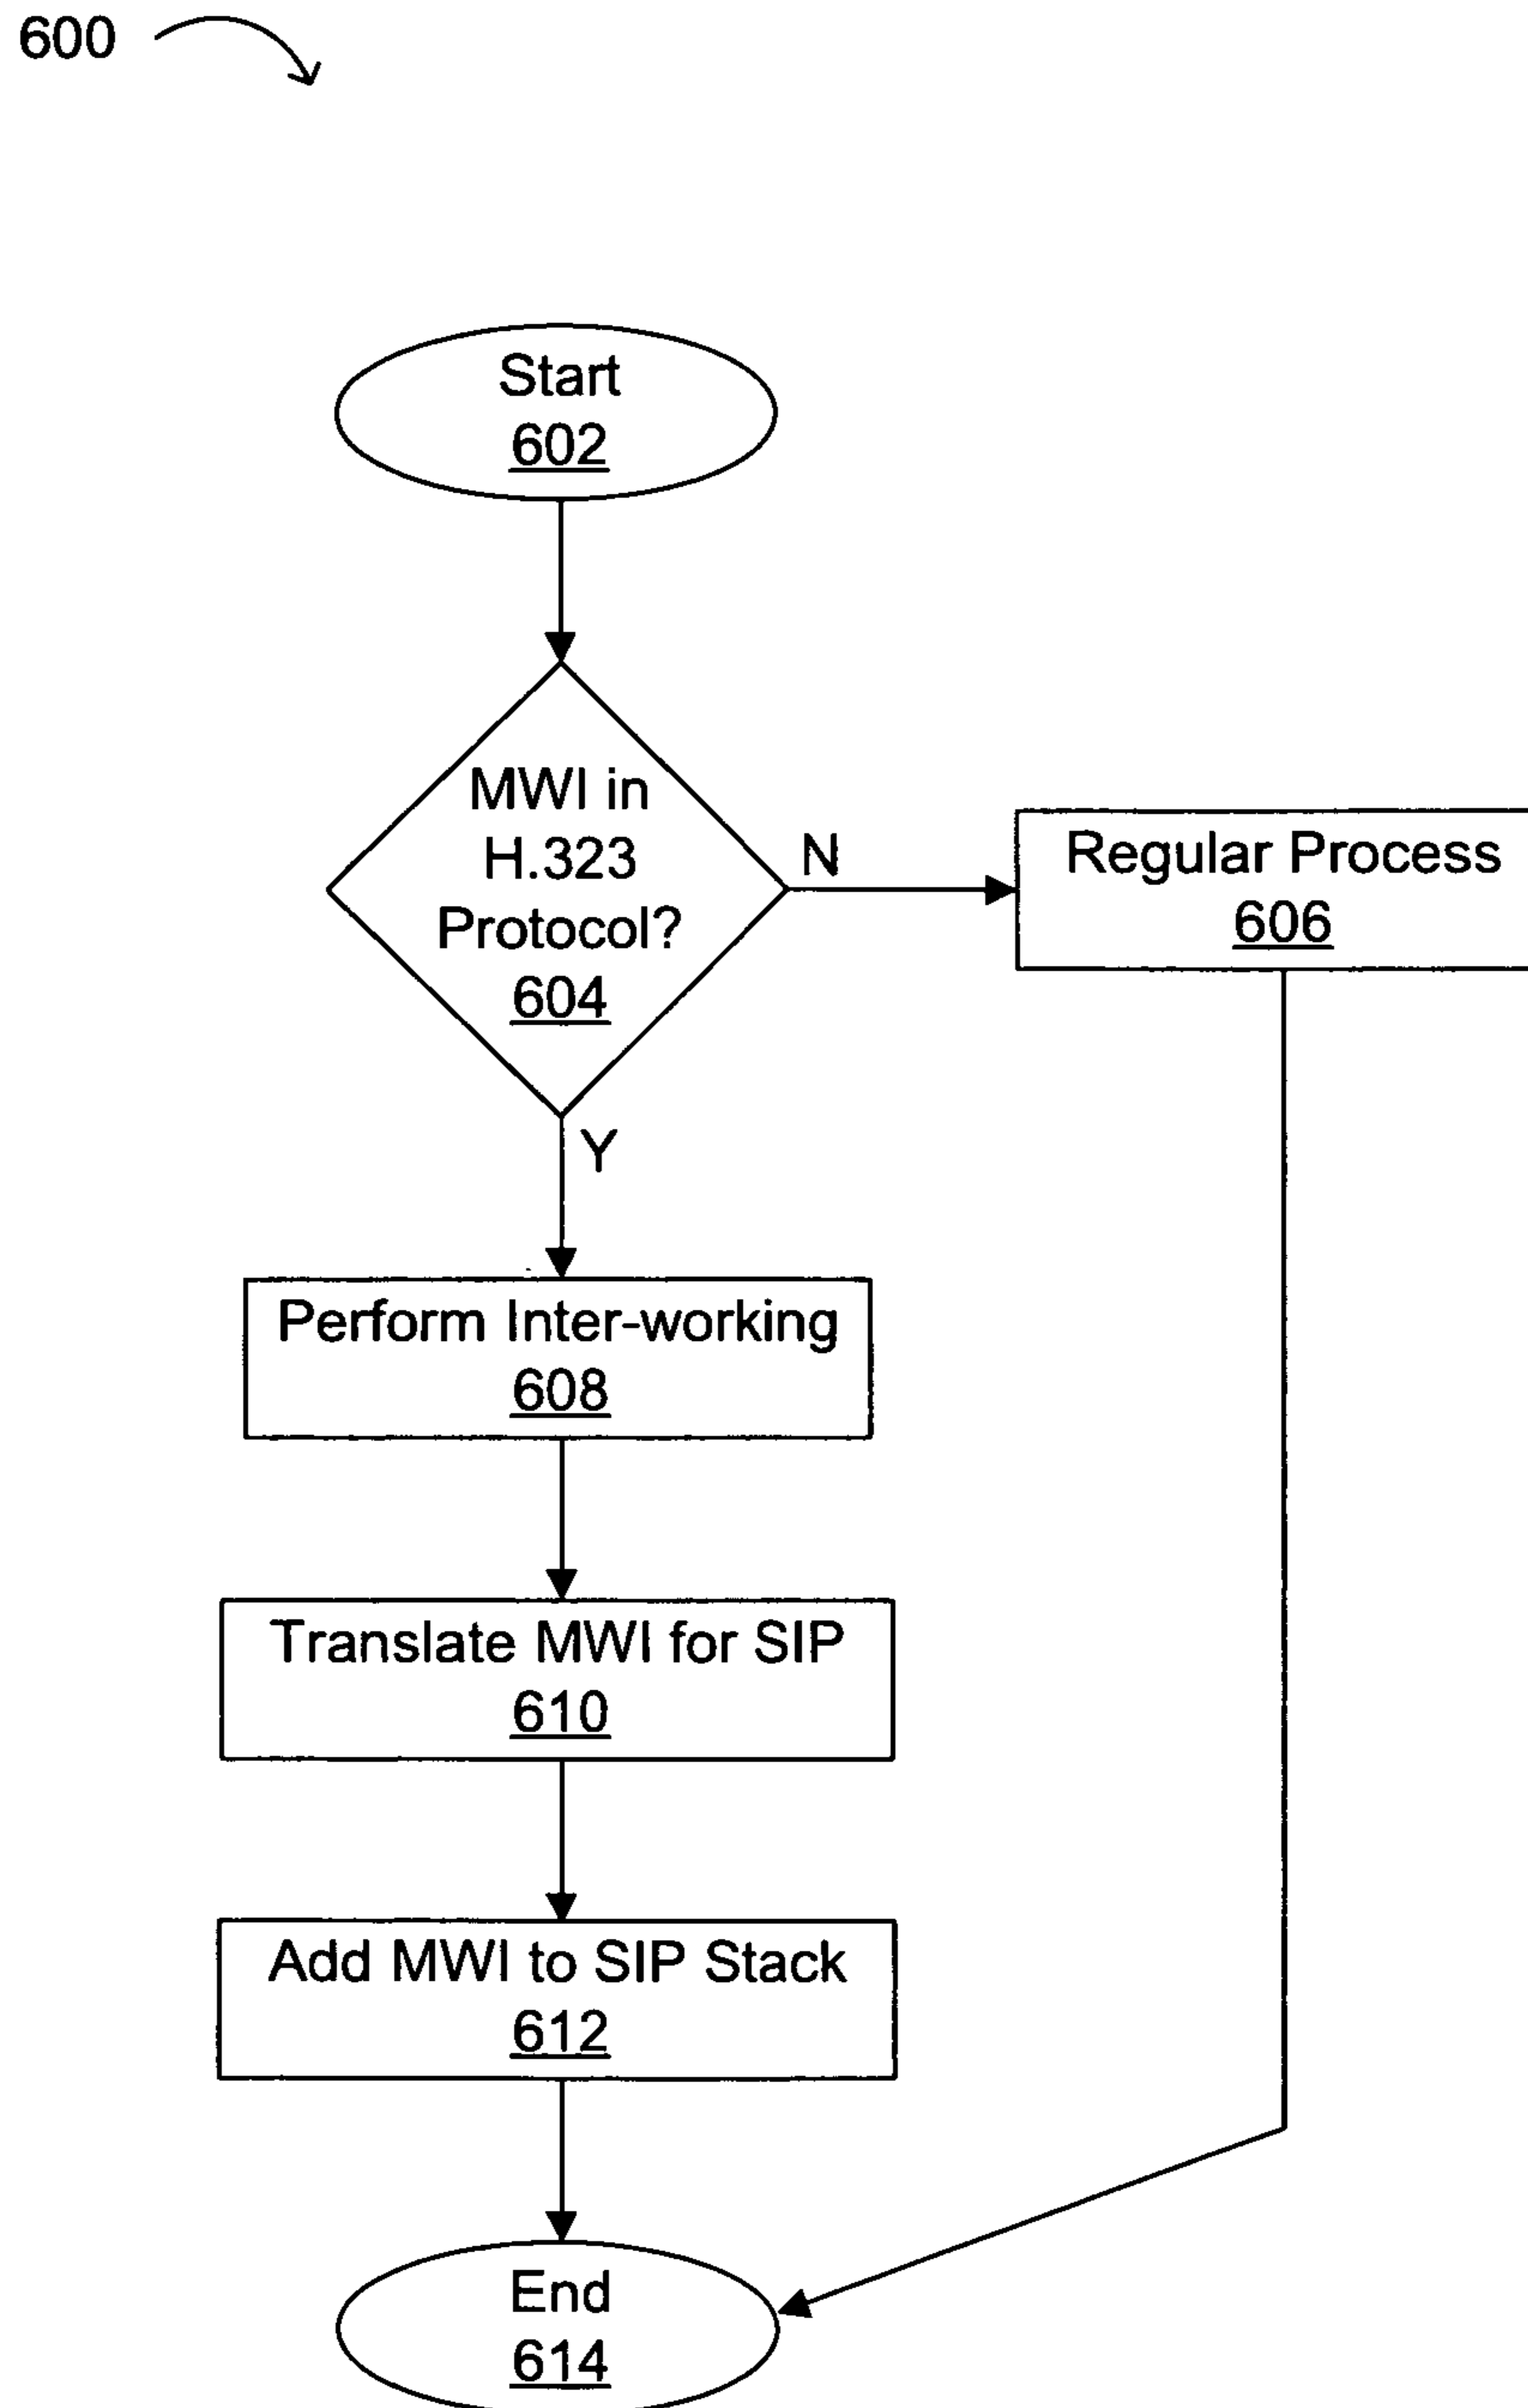 600
Start
602
MWI in
H.323
Protocol?
604
N
Regular Process
606
Y
Perform Inter-working
608
Translate MWI for SIP
610
Add MWI to SIP Stack
612
End
614